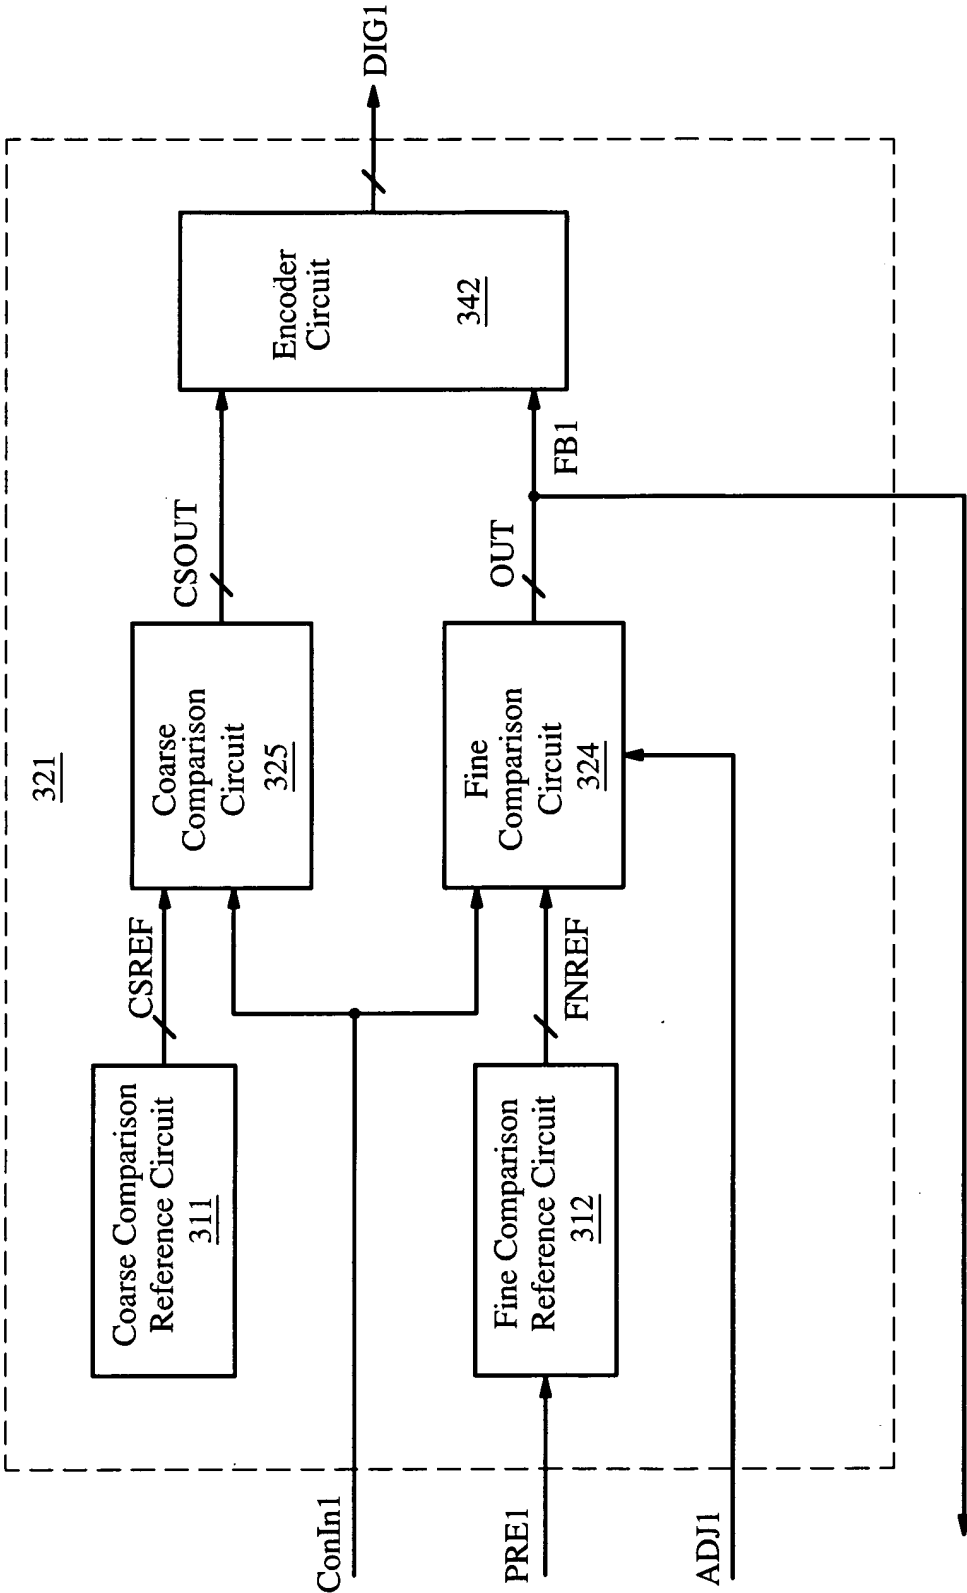 321
Coarse Comparison
Reference Circuit
311
CSREF
Coarse
Comparison
Circuit
325
CSOUT
Encoder
Circuit
342
DIG1
ConIn1
PRE1
Fine Comparison
Reference Circuit
312
FNREF
Fine
Comparison
Circuit
324
OUT
FB1
ADJ1